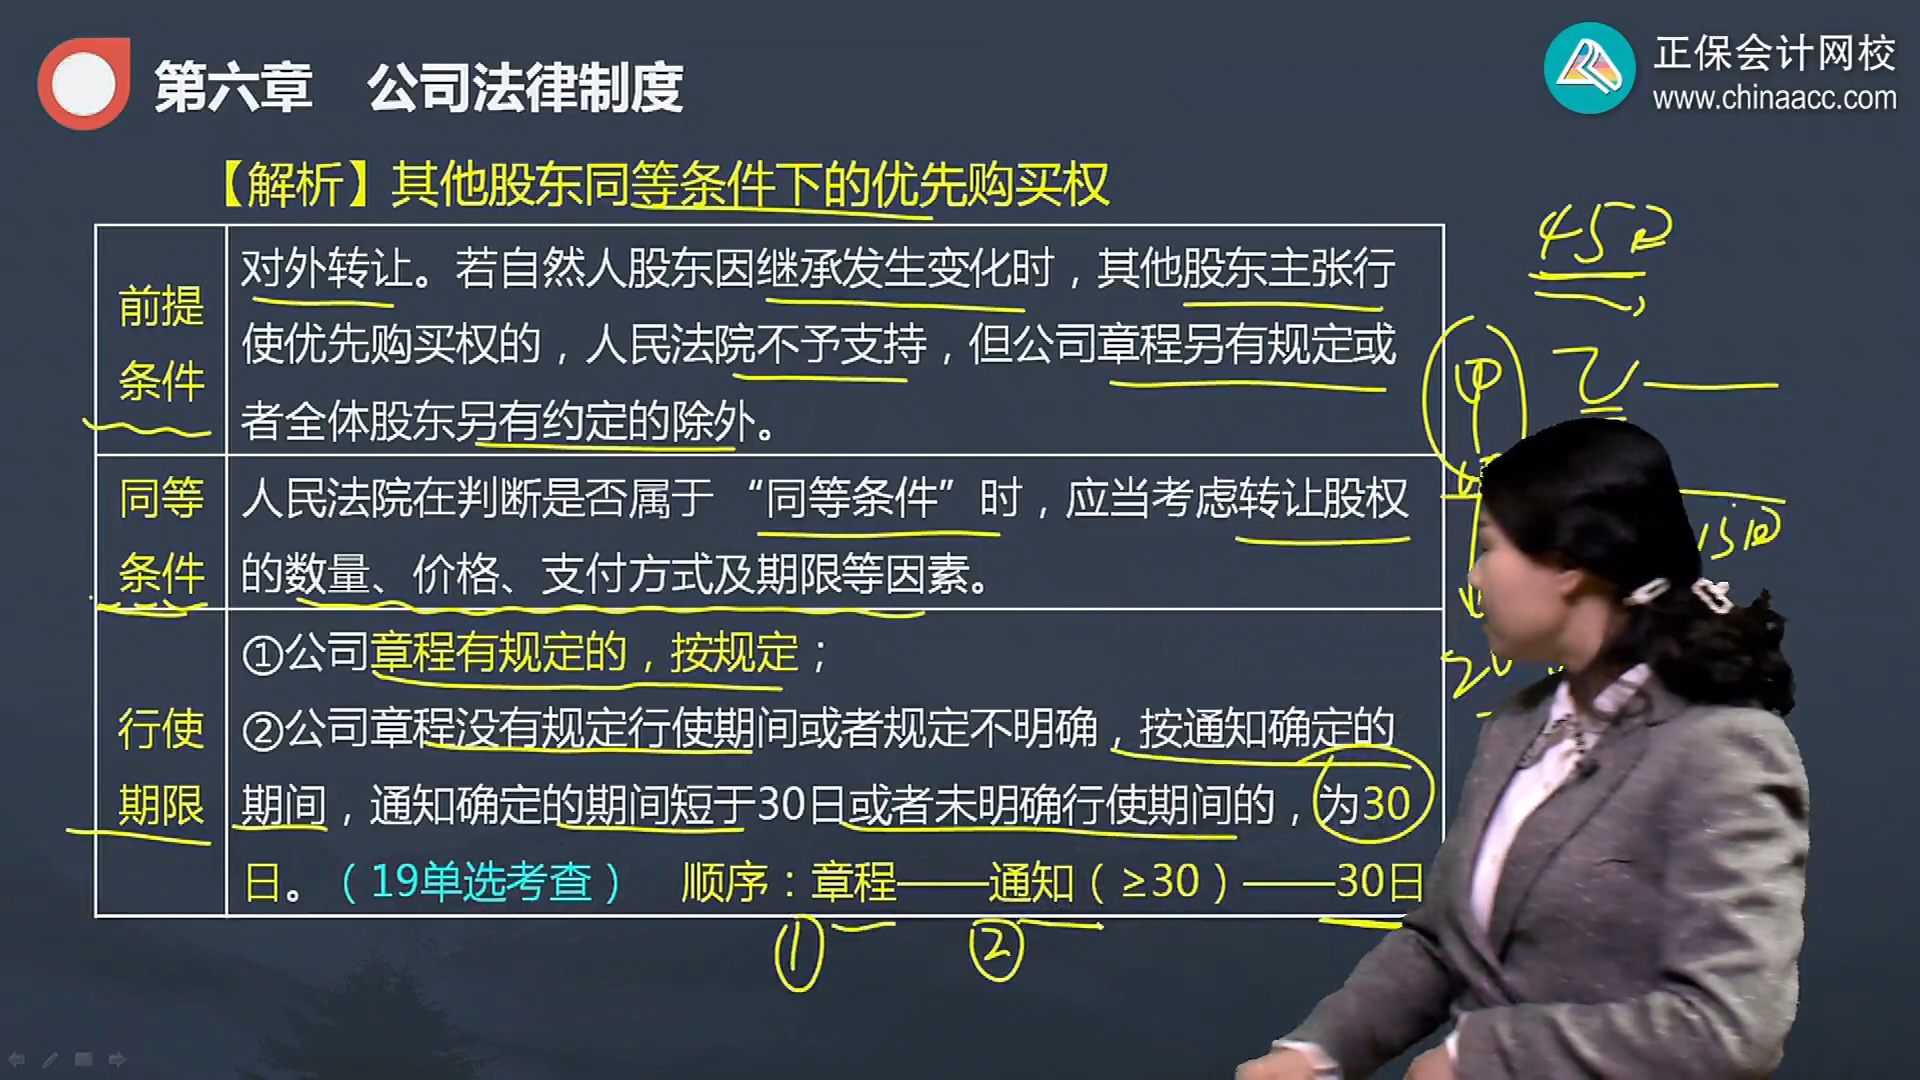 第六章 公司法律制度
正保会计网校
www.chinaacc.com
【解析】其他股东同等条件下的优先购买权
前提
条件
对外转让。若自然人股东因继承发生变化时，其他股东主张行
使优先购买权的，人民法院不予支持，但公司章程另有规定或
者全体股东另有约定的除外。
同等
条件
人民法院在判断是否属于“同等条件”时，应当考虑转让股权
的数量、价格、支付方式及期限等因素。
行使
期限
①公司章程有规定的，按规定；
②公司章程没有规定行使期间或者规定不明确，按通知确定的
期间，通知确定的期间短于30日或者未明确行使期间的，为30
日。（19单选考查） 顺序：章程——通知（≥30）——30日
① ②
45日
甲 乙
15日